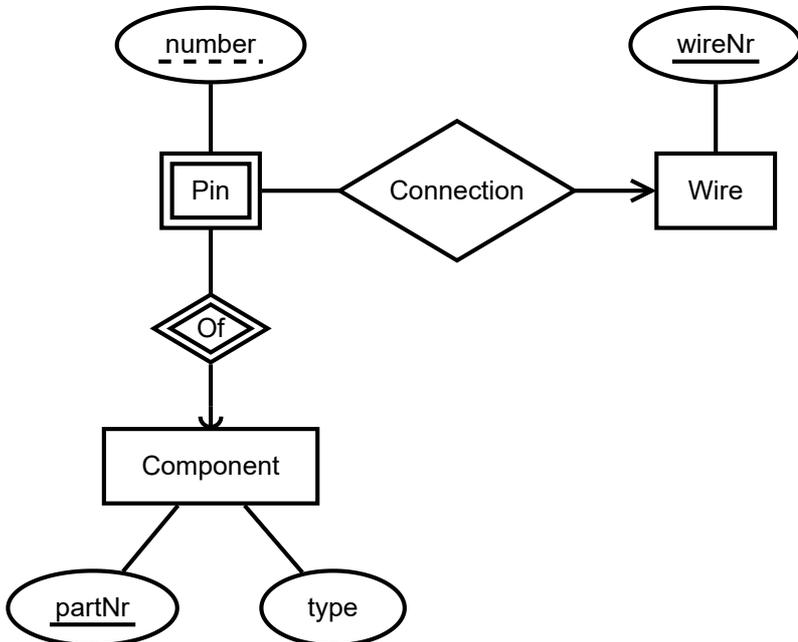 number
wireNr
Pin
Connection
Wire
Of
Component
partNr
type